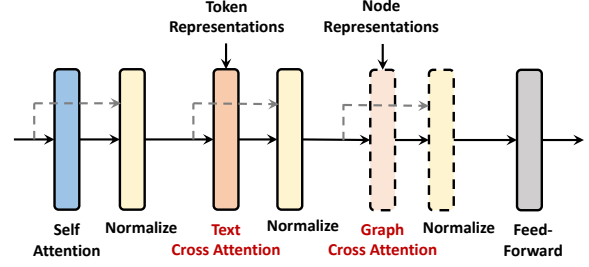 Token
Representations
Node
Representations
Self
Attention
Normalize
Text
Cross Attention
Normalize
Graph
Cross Attention
Normalize
Feed-
Forward